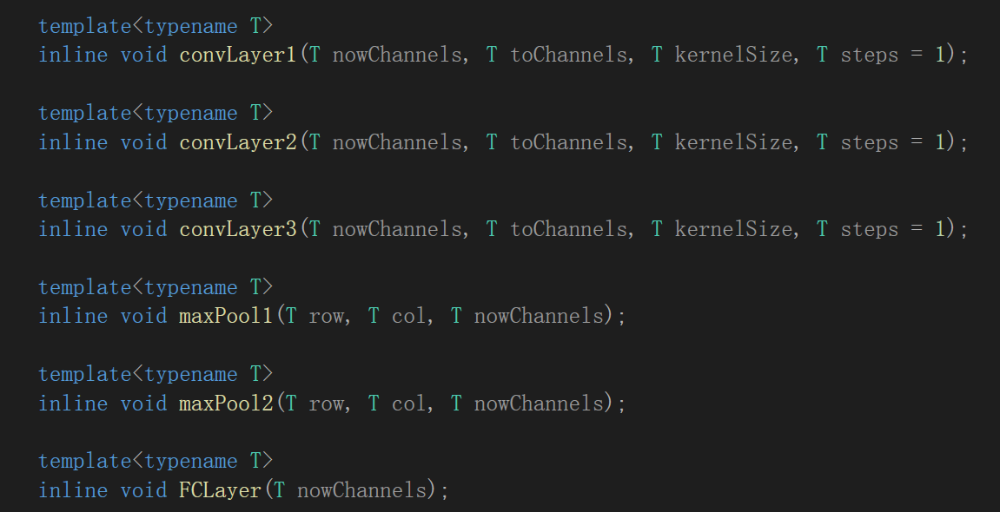 template<typename T>
inline void convLayer1(T nowChannels, T toChannels, T kernelSize, T steps = 1);
template<typename T>
inline void convLayer2(T nowChannels, T toChannels, T kernelSize, T steps = 1);
template<typename T>
inline void convLayer3(T nowChannels, T toChannels, T kernelSize, T steps = 1);
template<typename T>
inline void maxPool1(T row, T col, T nowChannels);
template<typename T>
inline void maxPool2(T row, T col, T nowChannels);
template<typename T>
inline void FCLayer(T nowChannels);